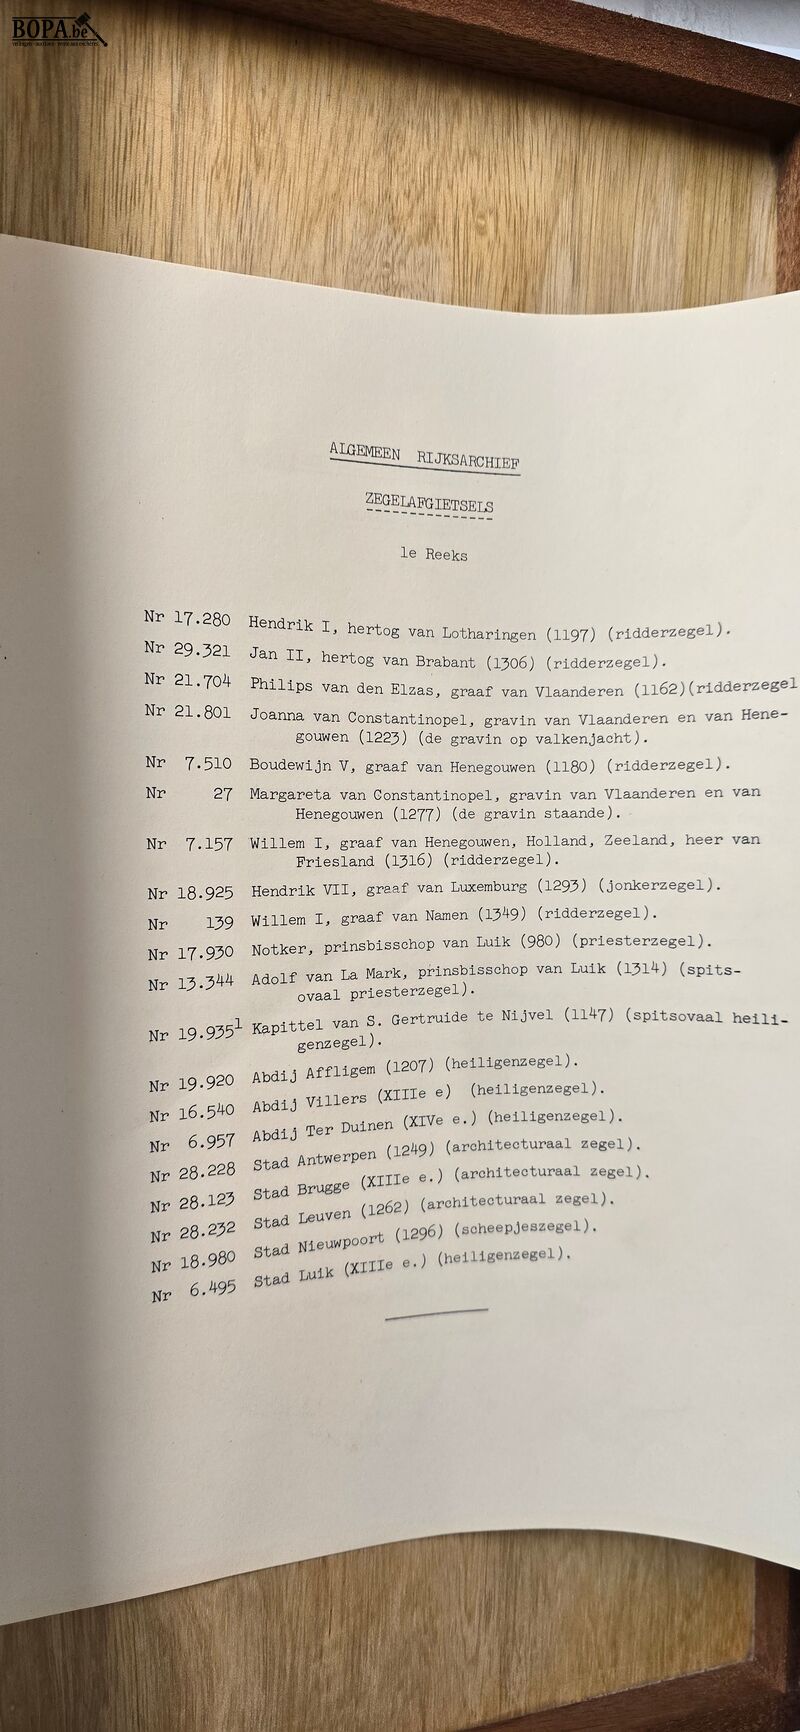 BOPA.be
ALGEMEEN RIJKSARCHIEF
ZEGELAFGIETSELS
1e Reeks
Nr 17.280 Hendrik I, hertog van Lotharingen (1197) (ridderzegel).
Nr 29.321 Jan II, hertog van Brabant (1306) (ridderzegel).
Nr 21.704 Philips van den Elzas, graaf van Vlaanderen (1162)(ridderzegel
Nr 21.801 Joanna van Constantinopel, gravin van Vlaanderen en van Hene-
gouwen (1223) (de gravin op valkenjacht).
Nr 7.510 Boudewijn V, graaf van Henegouwen (1180) (ridderzegel).
Nr 27 Margareta van Constantinopel, gravin van Vlaanderen en van
Henegouwen (1277) (de gravin staande).
Nr 7.157 Willem I, graaf van Henegouwen, Holland, Zeeland, heer van
Friesland (1316) (ridderzegel).
Nr 18.925 Hendrik VII, graaf van Luxemburg (1293) (jonkerzegel).
Nr 139 Willem I, graaf van Namen (1349) (ridderzegel).
Nr 17.930 Notker, prinsbisschop van Luik (980) (priesterzegel).
Nr 13.344 Adolf van La Mark, prinsbisschop van Luik (1314) (spits-
ovaal priesterzegel).
Nr 19.935¹ Kapittel van S. Gertruide te Nijvel (1147) (spitsovaal heili-
genzegel).
Nr 19.920 Abdij Affligem (1207) (heiligenzegel).
Nr 16.540 Abdij Villers (XIIIe e) (heiligenzegel).
Nr 6.957 Abdij Ter Duinen (XIVe e.) (heiligenzegel).
Nr 28.228 Stad Antwerpen (1249) (architecturaal zegel).
Nr 28.123 Stad Brugge (XIIIe e.) (architecturaal zegel).
Nr 28.232 Stad Leuven (1262) (architecturaal zegel).
Nr 18.980 Stad Nieuwpoort (1296) (scheepjeszegel).
Nr 6.495 Stad Luik (XIIIe e.) (heiligenzegel).